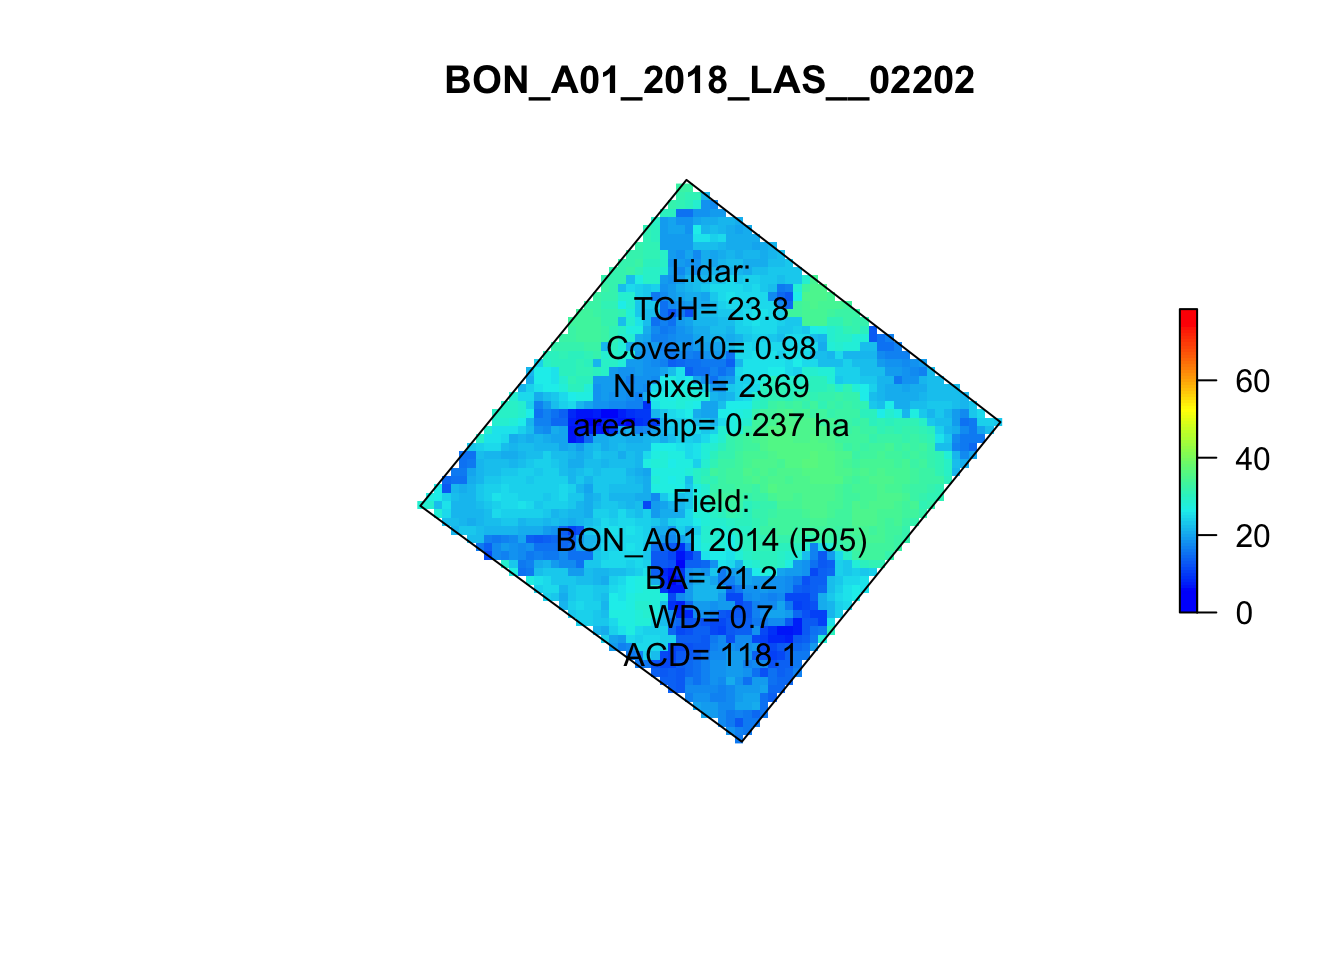 BON_A01_2018_LAS__02202
Lidar:
TCH= 23.8
Cover10= 0.98
N.pixel= 2369
area.shp= 0.237 ha
Field:
BON_A01 2014 (P05)
BA= 21.2
WD= 0.7
ACD= 118.1
60
40
20
0